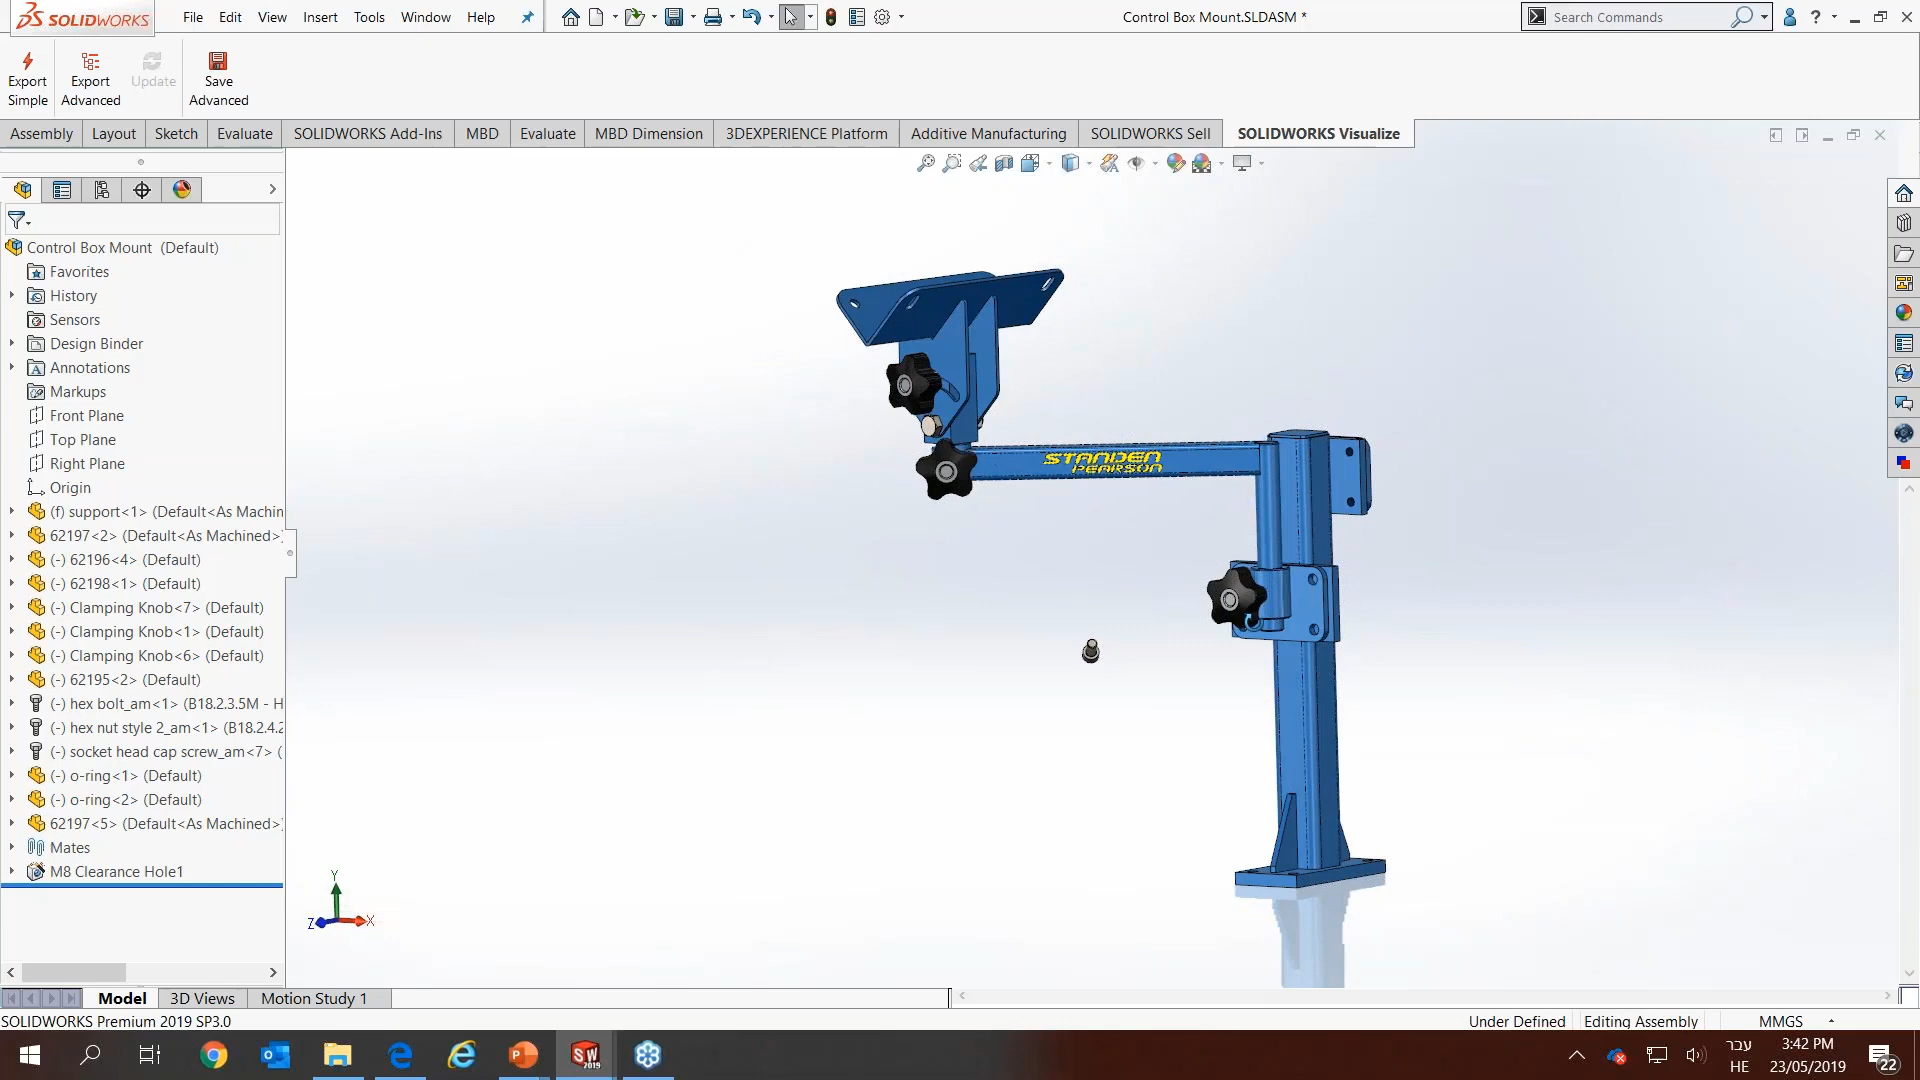 SOLIDWORKS
File Edit View Insert Tools Window Help
Control Box Mount.SLDASM *
Search Commands
Export Simple
Export Advanced
Update
Save Advanced
Assembly Layout Sketch Evaluate SOLIDWORKS Add-Ins MBD Evaluate MBD Dimension 3DEXPERIENCE Platform Additive Manufacturing SOLIDWORKS Sell SOLIDWORKS Visualize
Control Box Mount (Default)
Favorites
History
Sensors
Design Binder
Annotations
Markups
Front Plane
Top Plane
Right Plane
Origin
(f) support<1> (Default<As Machin
62197<2> (Default<As Machined>
(-) 62196<4> (Default)
(-) 62198<1> (Default)
(-) Clamping Knob<7> (Default)
(-) Clamping Knob<1> (Default)
(-) Clamping Knob<6> (Default)
(-) 62195<2> (Default)
(-) hex bolt_am<1> (B18.2.3.5M - H
(-) hex nut style 2_am<1> (B18.2.4.2
(-) socket head cap screw_am<7> (
(-) o-ring<1> (Default)
(-) o-ring<2> (Default)
62197<5> (Default<As Machined>)
Mates
M8 Clearance Hole1
STANDEN
PEARSON
Y
Z X
Model 3D Views Motion Study 1
SOLIDWORKS Premium 2019 SP3.0
Under Defined Editing Assembly MMGS
SW 2019
עבר
HE
3:42 PM
23/05/2019
22